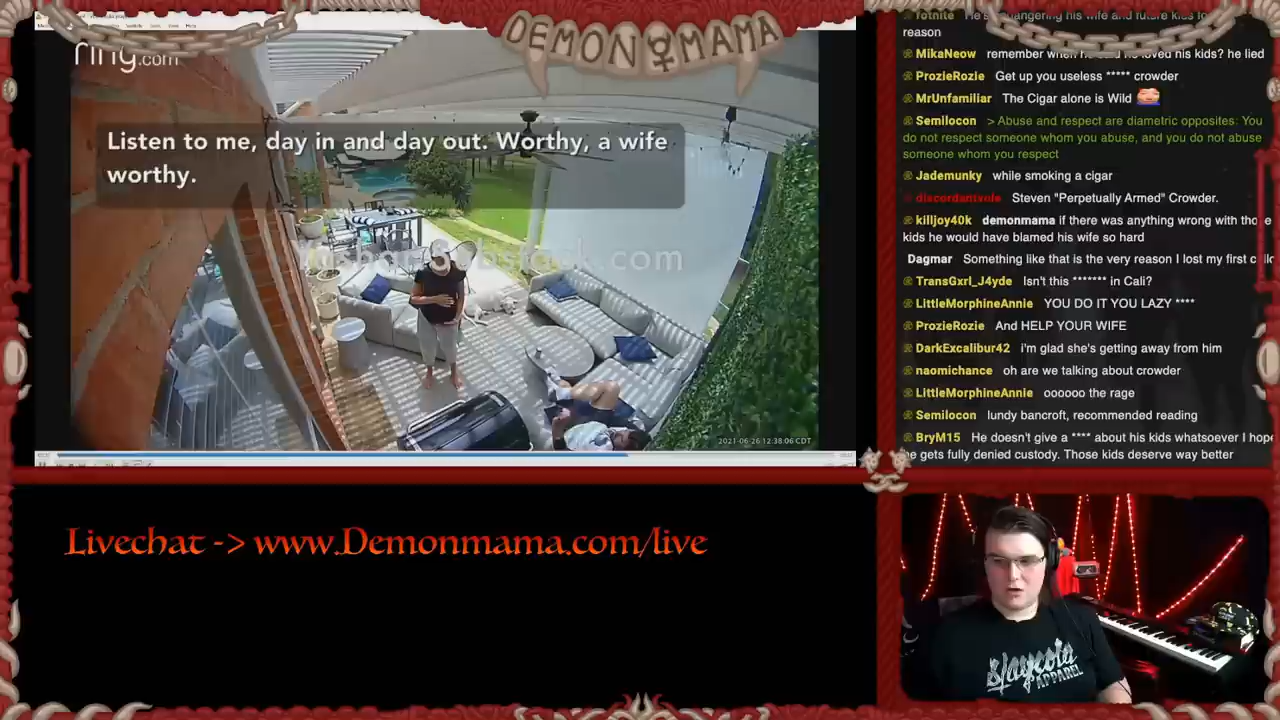 DEMON MAMA
ring.com
Listen to me, day in and day out. Worthy, a wife
worthy.
2021-06-26 12:38:06 CDT
reason
MikaNeow remember when he loved his kids? he lied
ProzieRozie Get up you useless ***** crowder
MrUnfamiliar The Cigar alone is Wild
Semilocon > Abuse and respect are diametric opposites: You
do not respect someone whom you abuse, and you do not abuse
someone whom you respect
Jademunky while smoking a cigar
discordantvole Steven "Perpetually Armed" Crowder.
killjoy40k demonmama if there was anything wrong with those
kids he would have blamed his wife so hard
Dagmar Something like that is the very reason I lost my first
TransGxrl_J4yde Isn't this ******* in Cali?
LittleMorphineAnnie YOU DO IT YOU LAZY ****
ProzieRozie And HELP YOUR WIFE
DarkExcalibur42 i'm glad she's getting away from him
naomichance oh are we talking about crowder
LittleMorphineAnnie oooooo the rage
Semilocon lundy bancroft, recommended reading
BryM15 He doesn't give a **** about his kids whatsoever I hope
he gets fully denied custody. Those kids deserve way better
Livechat -> www.Demonmama.com/live
Slaycola
APPAREL